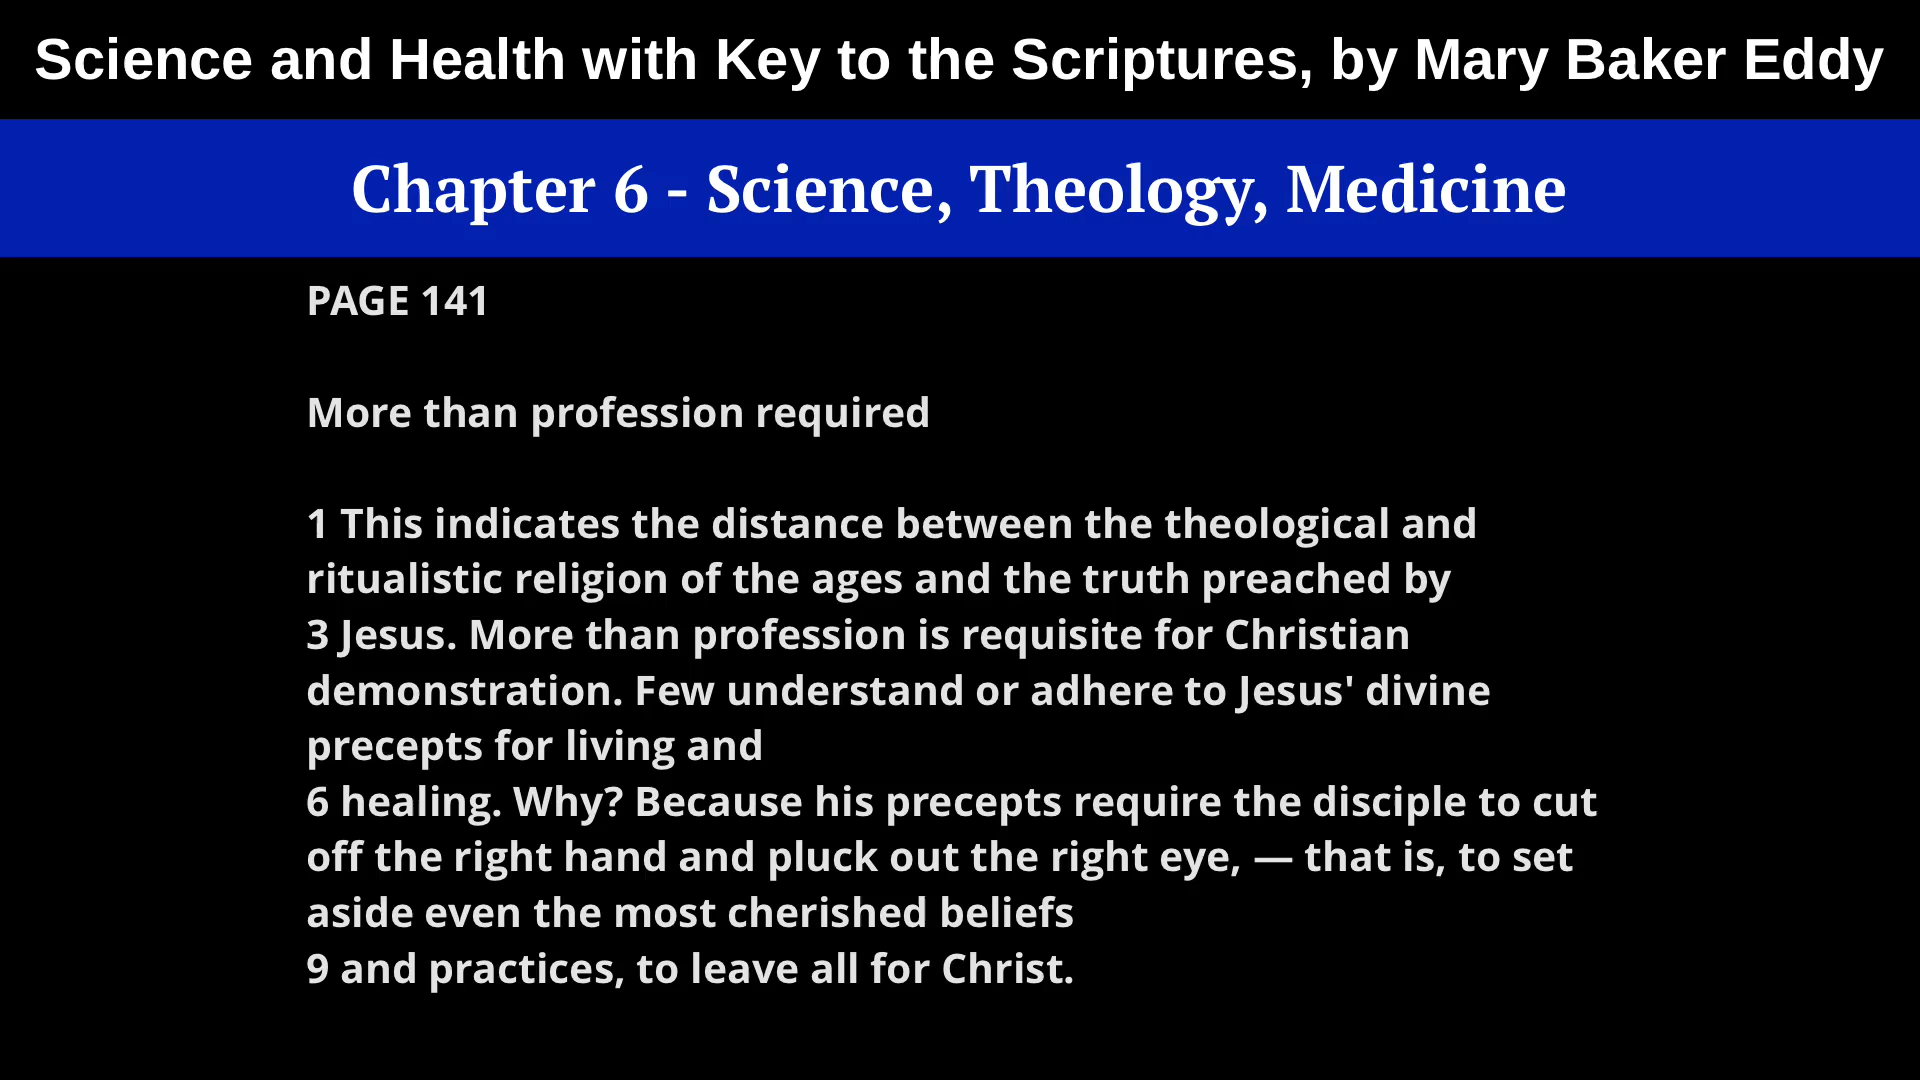 Science and Health with Key to the Scriptures, by Mary Baker Eddy
Chapter 6 - Science, Theology, Medicine
PAGE 141
More than profession required
1 This indicates the distance between the theological and
ritualistic religion of the ages and the truth preached by
3 Jesus. More than profession is requisite for Christian
demonstration. Few understand or adhere to Jesus' divine
precepts for living and
6 healing. Why? Because his precepts require the disciple to cut
off the right hand and pluck out the right eye, — that is, to set
aside even the most cherished beliefs
9 and practices, to leave all for Christ.